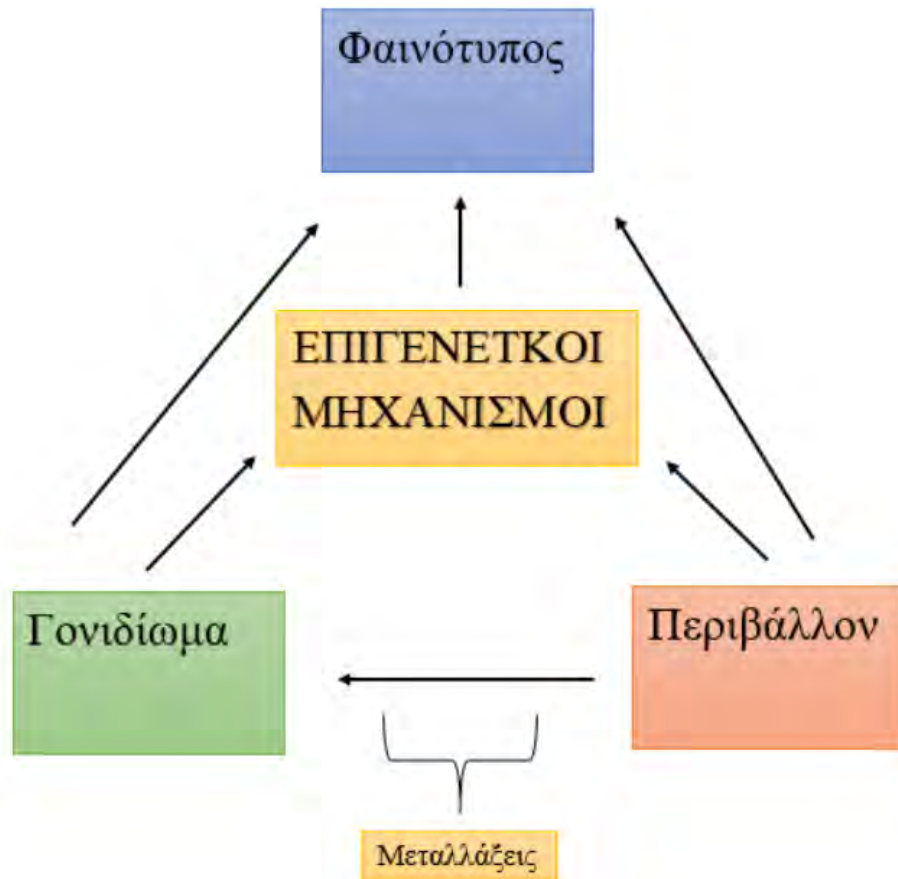 Φαινότυπος
ΕΠΙΓΕΝΕΤΚΟΙ
ΜΗΧΑΝΙΣΜΟΙ
Γονιδίωμα
Περιβάλλον
Μεταλλάξεις